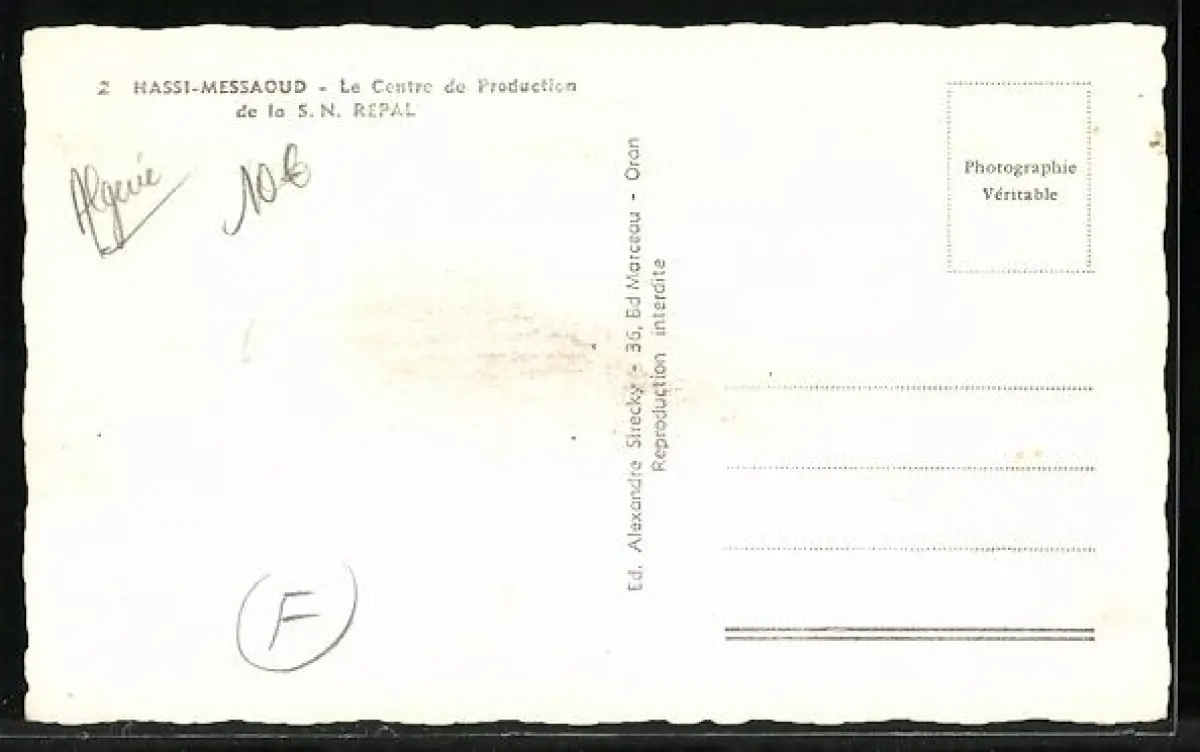 2 HASSI-MESSAOUD - Le Centre de Production
de la S. N. REPAL
Algérie
10€
Photographie
Véritable
Ed. Alexandre Sirecky - 36, Bd Marceau - Oran
Reproduction interdite
F